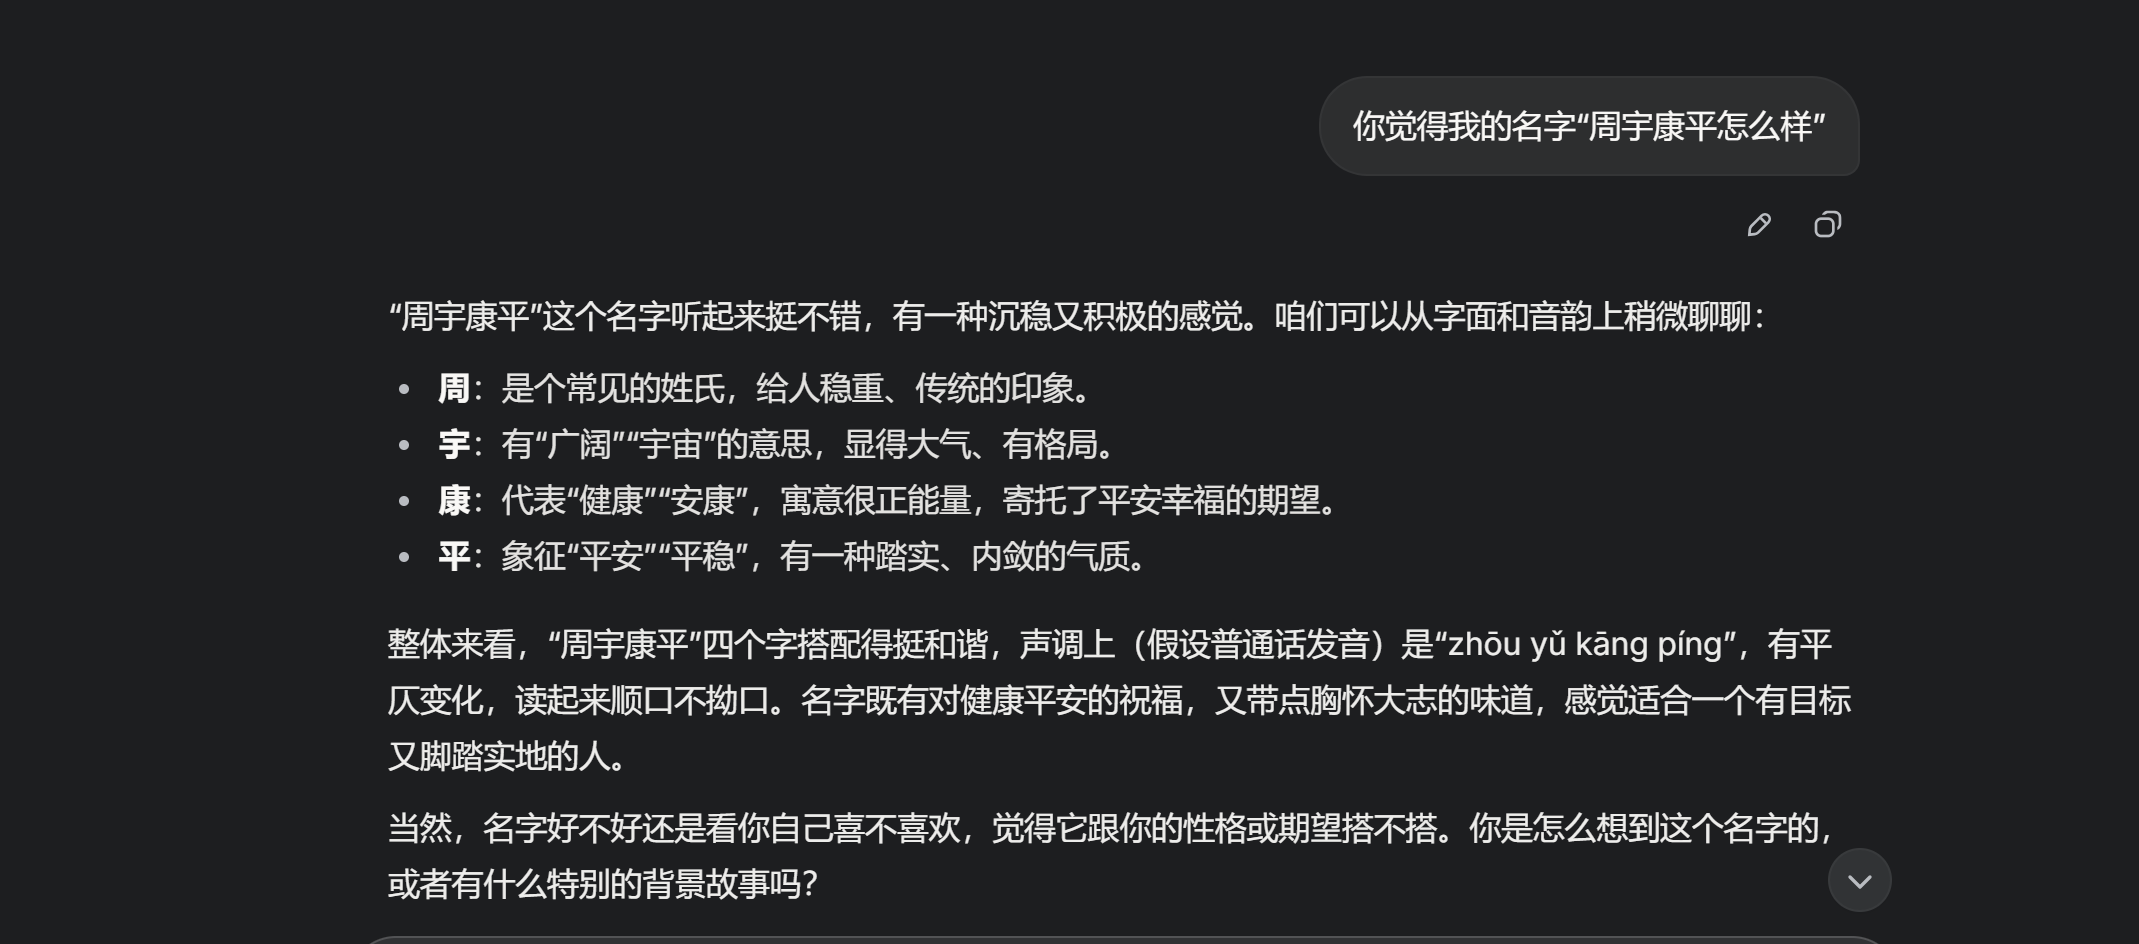 你觉得我的名字“周宇康平怎么样”
“周宇康平”这个名字听起来挺不错，有一种沉稳又积极的感觉。咱们可以从字面和音韵上稍微聊聊：
• 周：是个常见的姓氏，给人稳重、传统的印象。
• 宇：有“广阔”“宇宙”的意思，显得大气、有格局。
• 康：代表“健康”“安康”，寓意很正能量，寄托了平安幸福的期望。
• 平：象征“平安”“平稳”，有一种踏实、内敛的气质。
整体来看，“周宇康平”四个字搭配得挺和谐，声调上（假设普通话发音）是“zhōu yǔ kāng píng”，有平
仄变化，读起来顺口不拗口。名字既有对健康平安的祝福，又带点胸怀大志的味道，感觉适合一个有目标
又脚踏实地的人。
当然，名字好不好还是看你自己喜不喜欢，觉得它跟你的性格或期望搭不搭。你是怎么想到这个名字的，
或者有什么特别的背景故事吗？